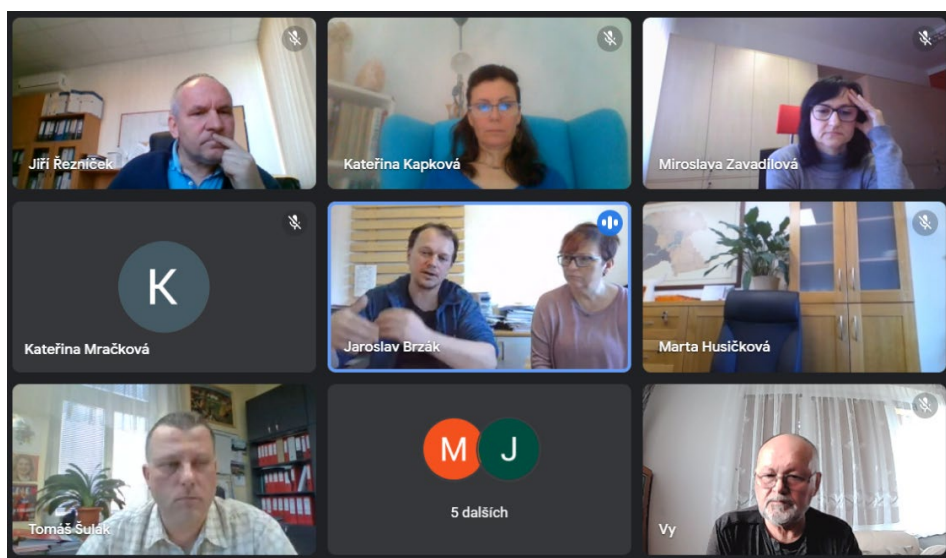 Jiří Řezníček
Kateřina Kapková
Miroslava Zavadilová
K
Kateřina Mračková
Jaroslav Brzák
Marta Husičková
Tomáš Šulák
M J
5 dalších
Vy